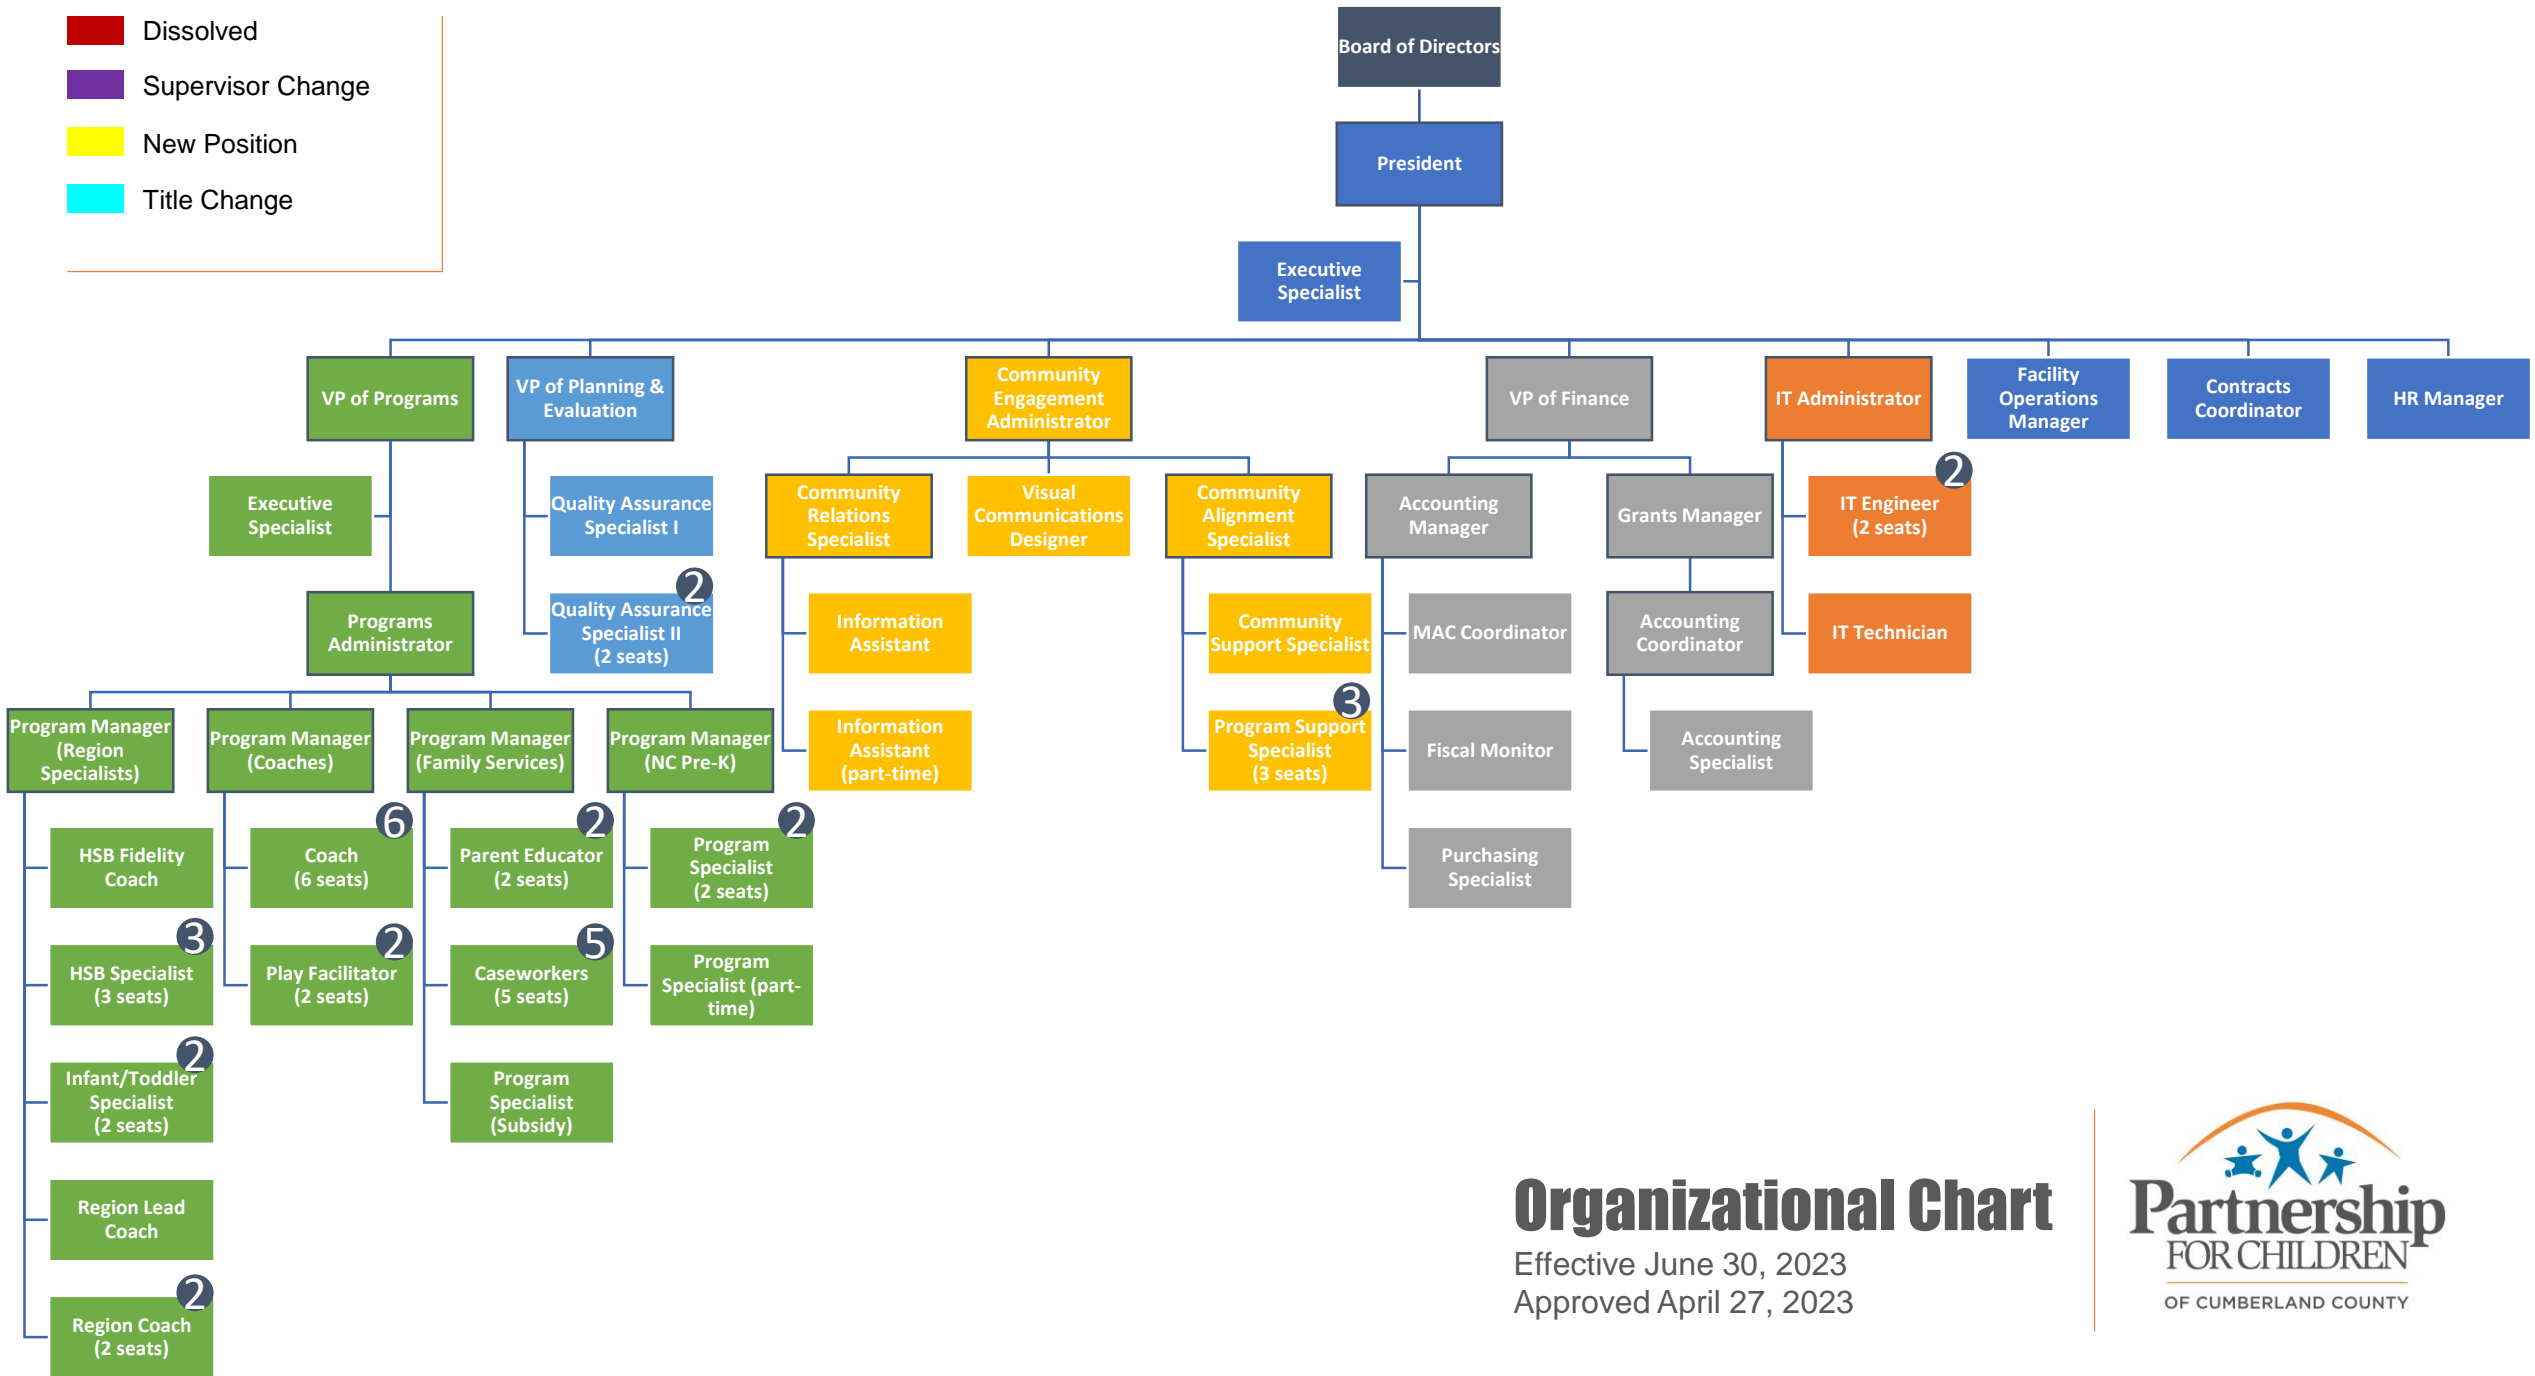 Dissolved
Supervisor Change
New Position
Title Change
Board of Directors
President
Executive
Specialist
VP of Programs
VP of Planning &
Evaluation
Community
Engagement
Administrator
VP of Finance
IT Administrator
Facility
Operations
Manager
Contracts
Coordinator
HR Manager
Executive
Specialist
Quality Assurance
Specialist I
Community
Relations
Specialist
Visual
Communications
Designer
Community
Alignment
Specialist
Accounting
Manager
Grants Manager
2
IT Engineer
(2 seats)
Programs
Administrator
2
Quality Assurance
Specialist II
(2 seats)
Information
Assistant
Community
Support Specialist
MAC Coordinator
Accounting
Coordinator
IT Technician
Program Manager
(Region
Specialists)
Program Manager
(Coaches)
Program Manager
(Family Services)
Program Manager
(NC Pre-K)
Information
Assistant
(part-time)
3
Program Support
Specialist
(3 seats)
Fiscal Monitor
Accounting
Specialist
HSB Fidelity
Coach
6
Coach
(6 seats)
2
Parent Educator
(2 seats)
2
Program
Specialist
(2 seats)
Purchasing
Specialist
3
HSB Specialist
(3 seats)
2
Play Facilitator
(2 seats)
5
Caseworkers
(5 seats)
Program
Specialist (part-
time)
2
Infant/Toddler
Specialist
(2 seats)
Program
Specialist
(Subsidy)
Region Lead
Coach
2
Region Coach
(2 seats)
Organizational Chart
Effective June 30, 2023
Approved April 27, 2023
Partnership
FOR CHILDREN
OF CUMBERLAND COUNTY